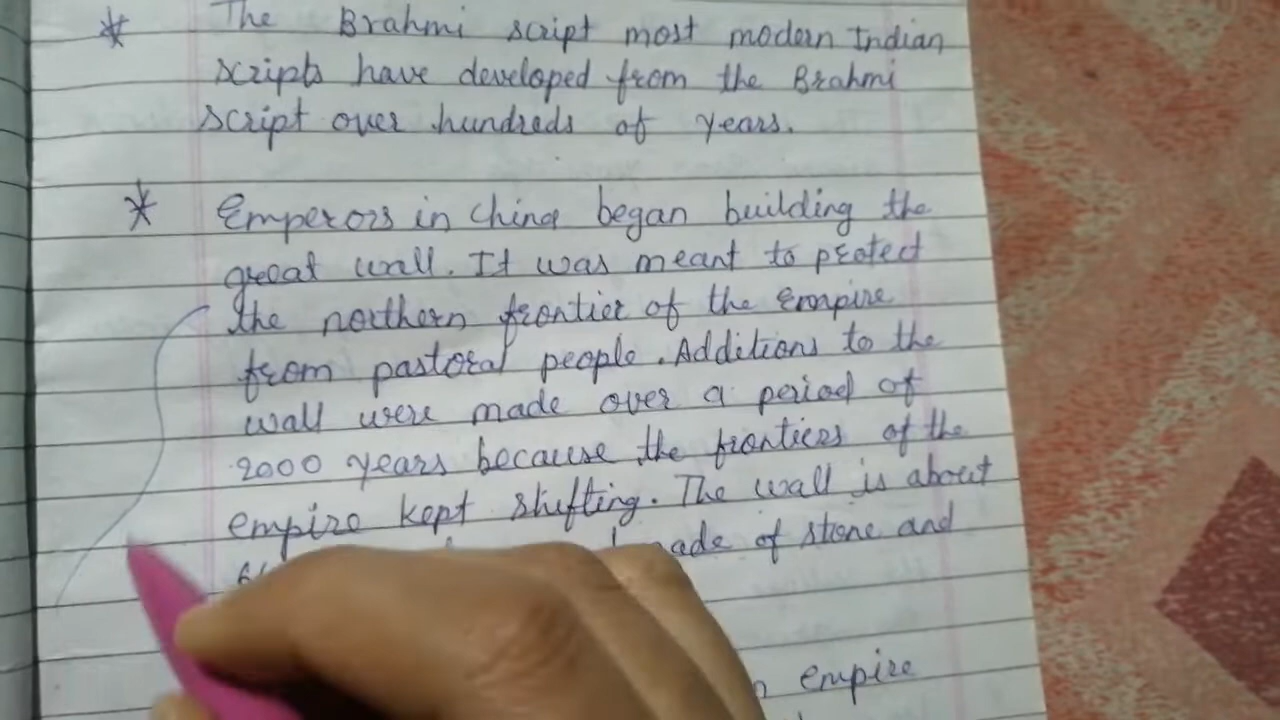 * The Brahmi script most modern Indian
scripts have developed from the Brahmi
script over hundreds of years.
* Emperors in China began building the
great wall. It was meant to protect
the northern frontier of the Empire
from pastoral people. Additions to the
wall were made over a period of
2000 years because the frontiers of the
empire kept shifting. The wall is about
made of stone and
empire